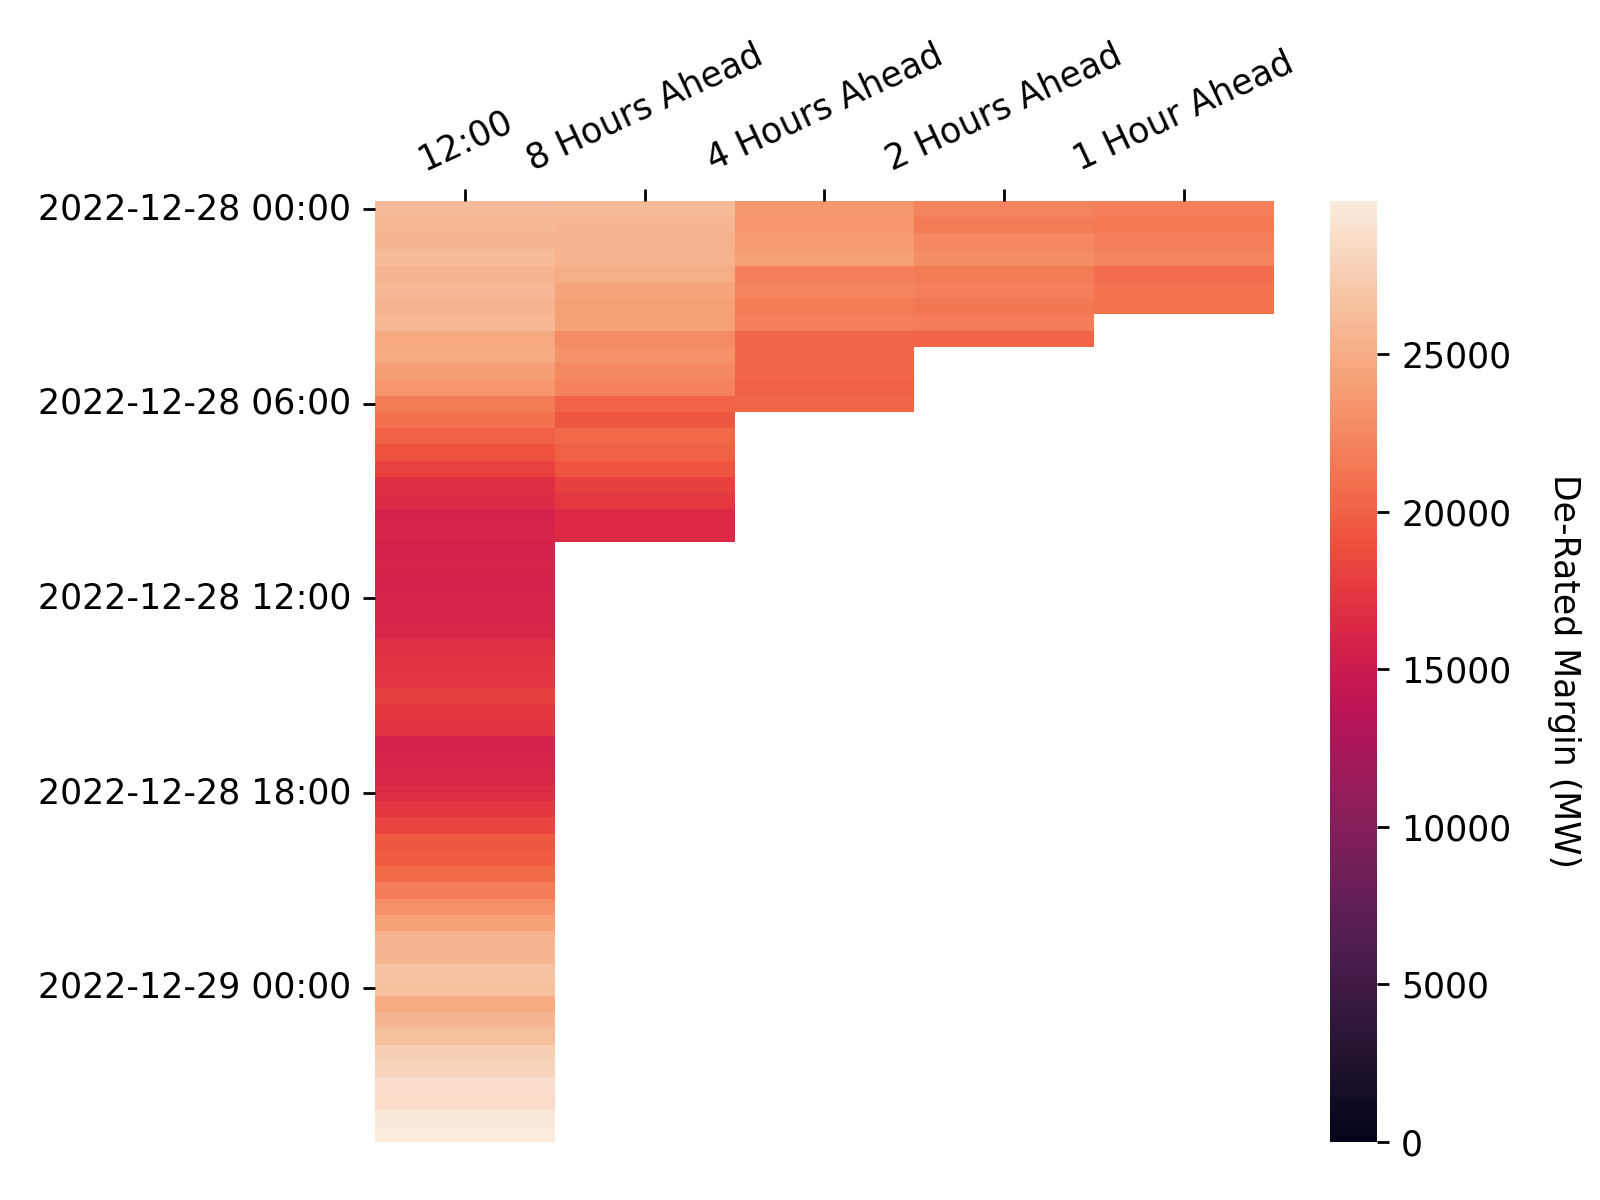 12:00
8 Hours Ahead
4 Hours Ahead
2 Hours Ahead
1 Hour Ahead
2022-12-28 00:00
2022-12-28 06:00
2022-12-28 12:00
2022-12-28 18:00
2022-12-29 00:00
25000
20000
15000
10000
5000
0
De-Rated Margin (MW)